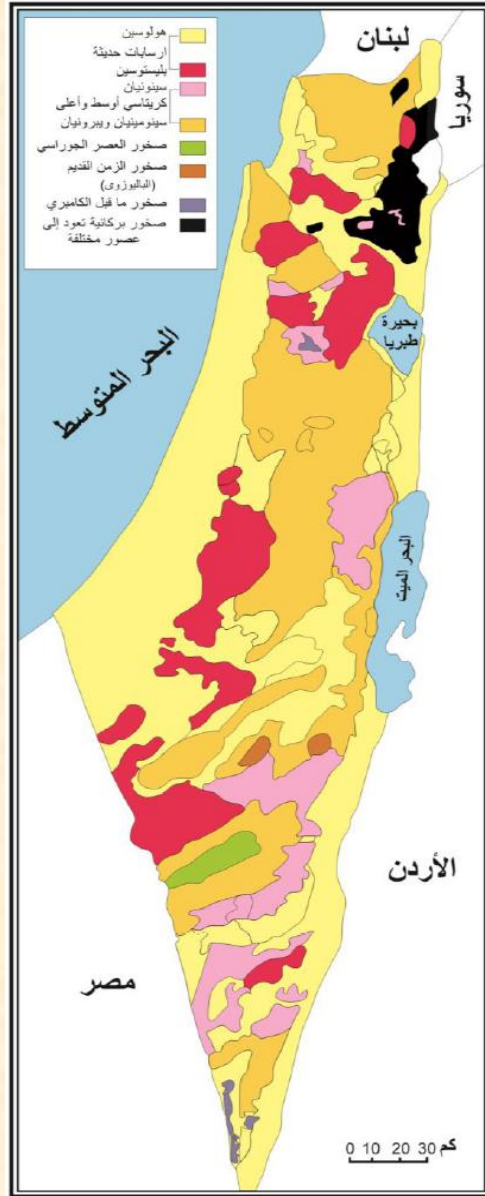 هولوسين
ارسابات حديثة
بليستوسين
سينونيان
كريتاسي أوسط وأعلى
سينومينيان ويبرونيان
صخور العصر الجوراسي
صخور الزمن القديم
(الباليوزوى)
صخور ما قبل الكامبري
صخور بركانية تعود إلى
عصور مختلفة
لبنان
سوريا
بحيرة
طبريا
البحر المتوسط
البحر الميت
الأردن
مصر
0 10 20 30 كم